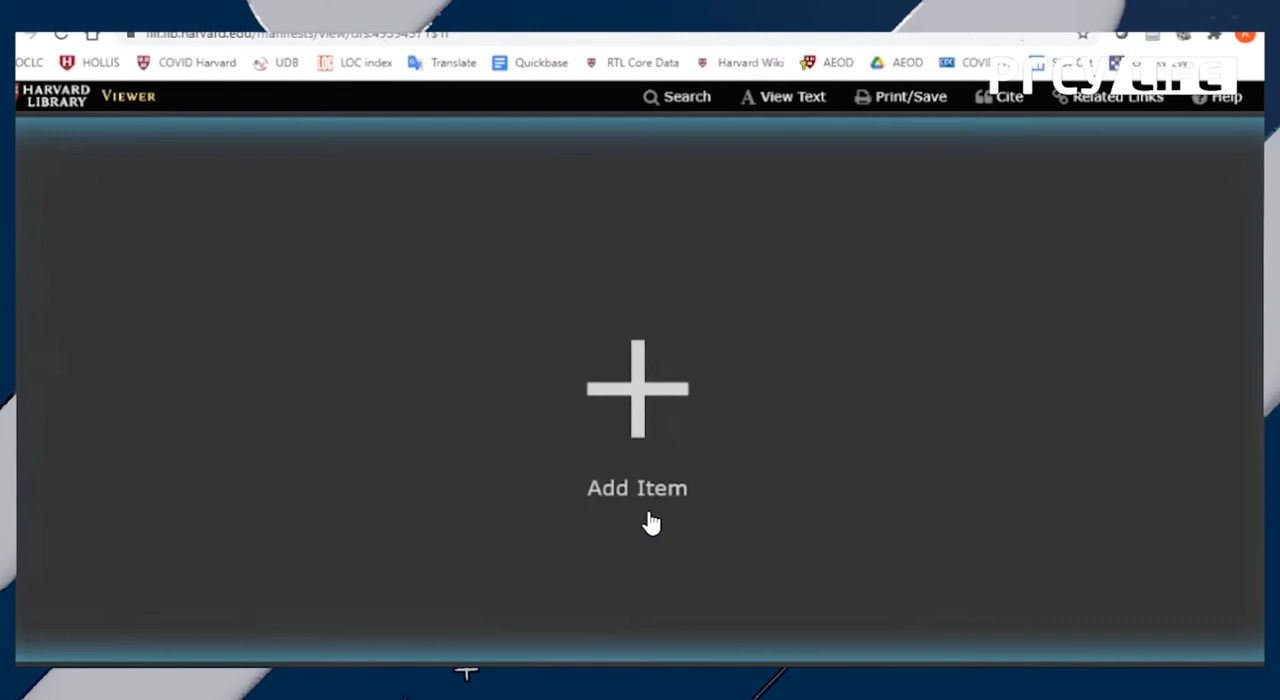 OCLC HOLLIS COVID Harvard UDB LOC index Translate Quickbase RTL Core Data Harvard Wiki AEOD AEOD
HARVARD LIBRARY VIEWER Search View Text Print/Save Cite Related Links Help
Add Item